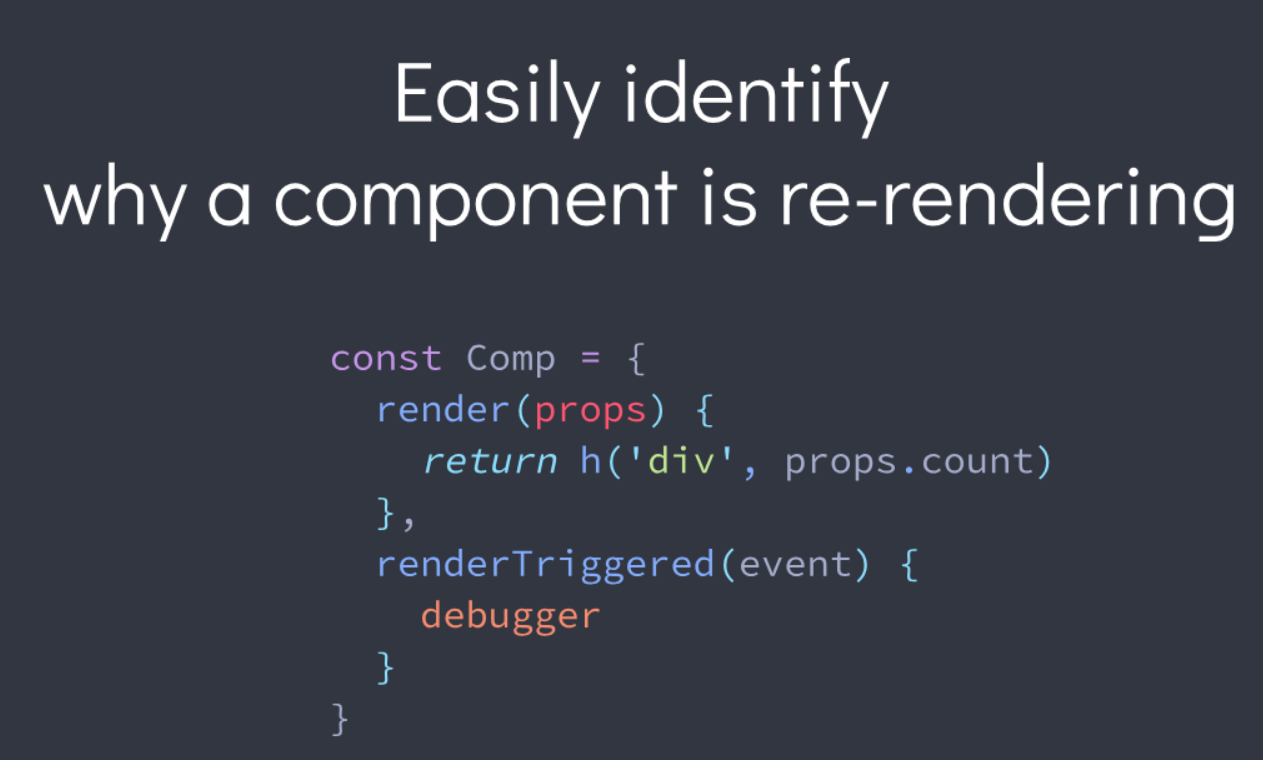 Easily identify
why a component is re-rendering
const Comp = {
  render(props) {
    return h('div', props.count)
  },
  renderTriggered(event) {
    debugger
  }
}